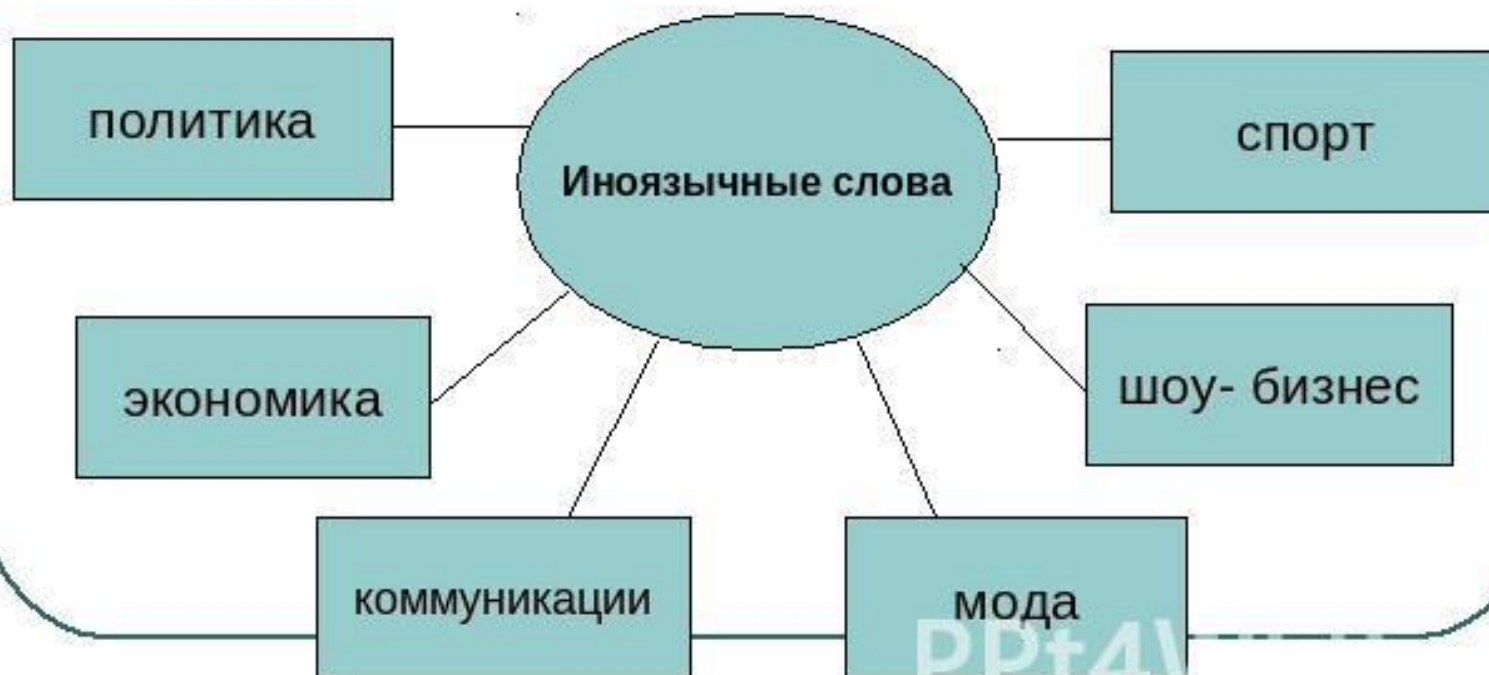 политика
Иноязычные слова
спорт
экономика
шоу- бизнес
коммуникации
мода